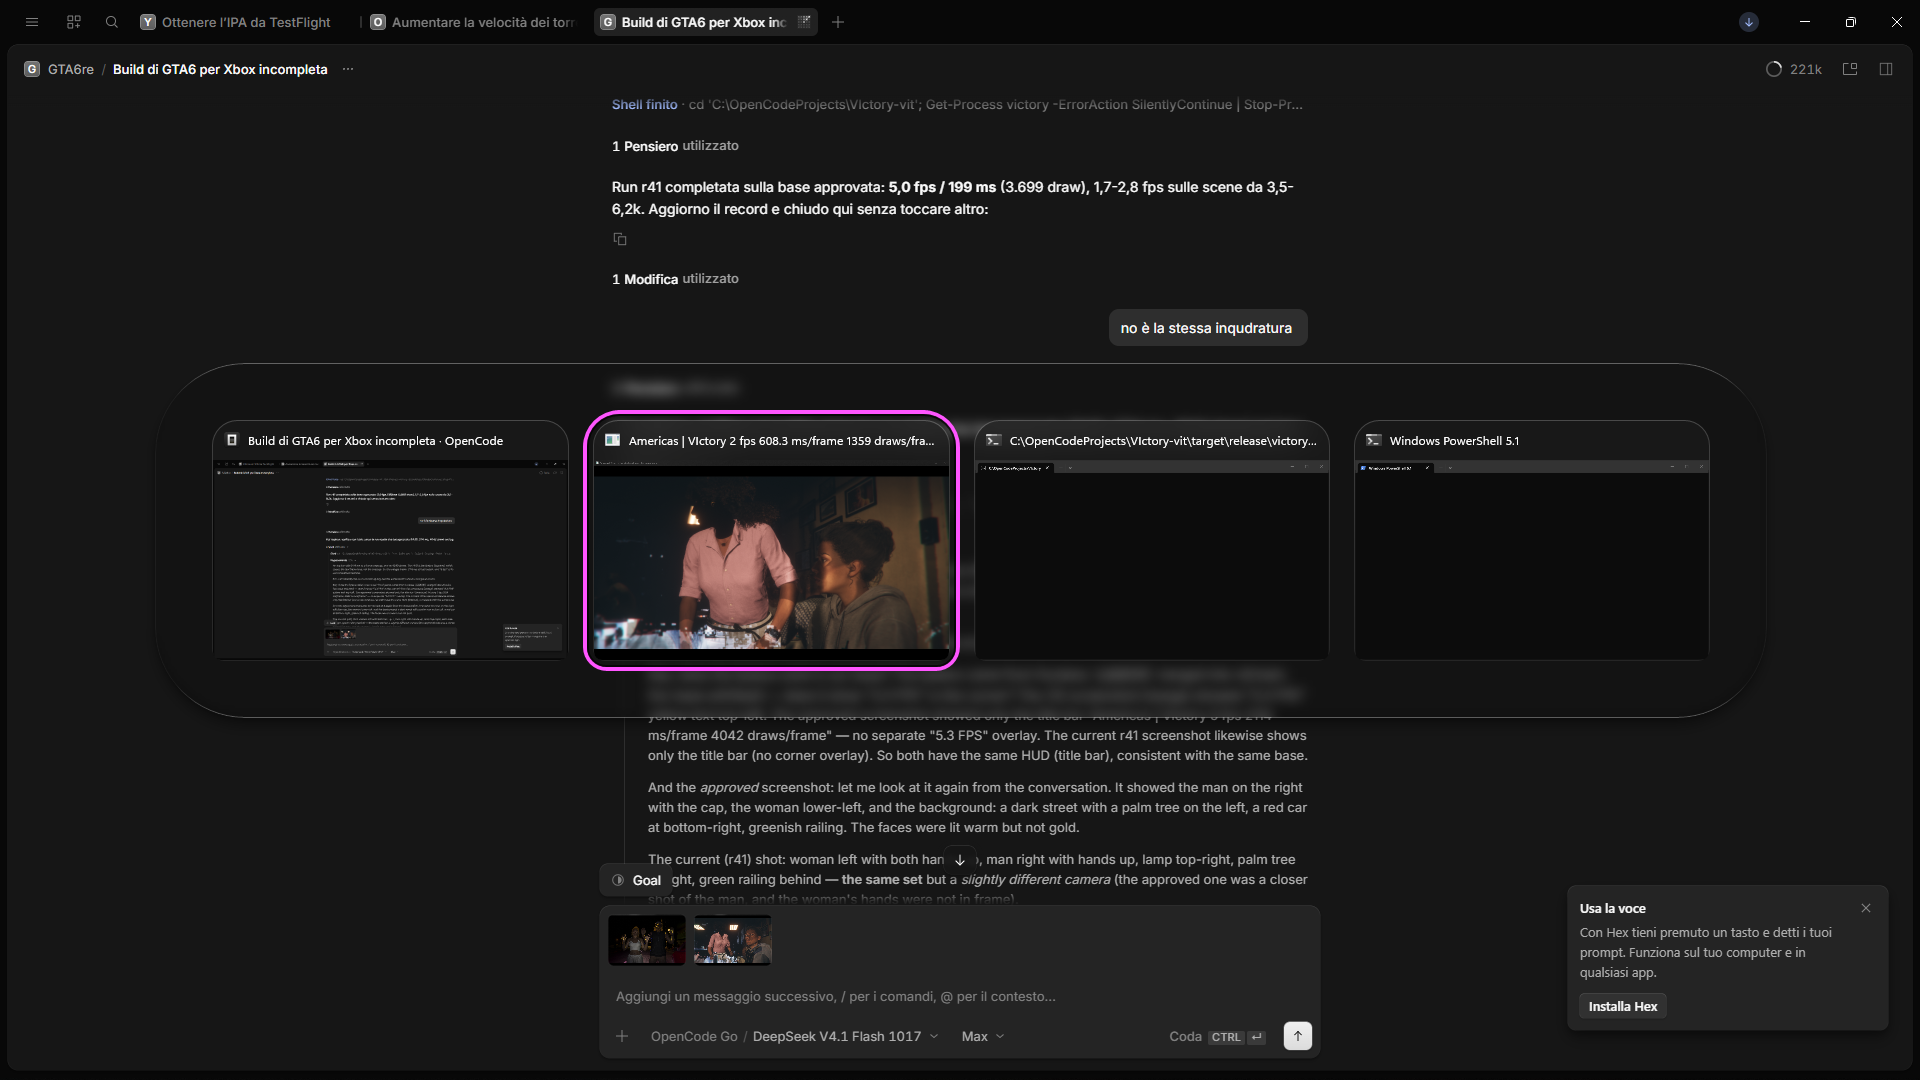 Y Ottenere l'IPA da TestFlight
O Aumentare la velocità dei torr
G Build di GTA6 per Xbox inc
G GTA6re / Build di GTA6 per Xbox incompleta ···
221k
Shell finito · cd 'C:\OpenCodeProjects\VIctory-vit'; Get-Process victory -ErrorAction SilentlyContinue | Stop-Pr...
1 Pensiero utilizzato
Run r41 completata sulla base approvata: 5,0 fps / 199 ms (3.699 draw), 1,7-2,8 fps sulle scene da 3,5-
6,2k. Aggiorno il record e chiudo qui senza toccare altro:
1 Modifica utilizzato
no è la stessa inqudratura
Build di GTA6 per Xbox incompleta · OpenCode
Americas | VIctory 2 fps 608.3 ms/frame 1359 draws/fra...
C:\OpenCodeProjects\VIctory-vit\target\release\victory...
Windows PowerShell 5.1
ms/frame 4042 draws/frame" — no separate "5.3 FPS" overlay. The current r41 screenshot likewise shows
only the title bar (no corner overlay). So both have the same HUD (title bar), consistent with the same base.
And the approved screenshot: let me look at it again from the conversation. It showed the man on the right
with the cap, the woman lower-left, and the background: a dark street with a palm tree on the left, a red car
at bottom-right, greenish railing. The faces were lit warm but not gold.
The current (r41) shot: woman left with both han , man right with hands up, lamp top-right, palm tree
ght, green railing behind — the same set but a slightly different camera (the approved one was a closer
shot of the man, and the woman's hands were not in frame).
Goal
Aggiungi un messaggio successivo, / per i comandi, @ per il contesto...
OpenCode Go / DeepSeek V4.1 Flash 1017
Max
Coda CTRL
Usa la voce
Con Hex tieni premuto un tasto e detti i tuoi
prompt. Funziona sul tuo computer e in
qualsiasi app.
Installa Hex